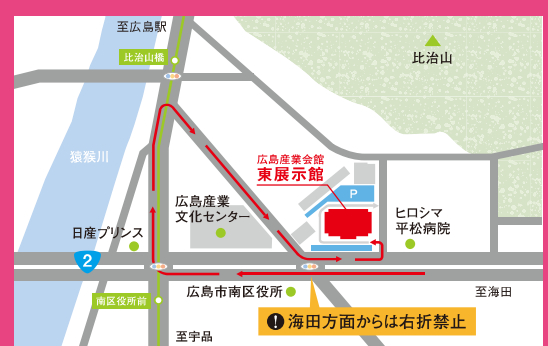 至広島駅
比治山橋
比治山
猿猴川
広島産業会館
東展示館
P
広島産業
文化センター
ヒロシマ
平松病院
日産プリンス
2
南区役所前
広島市南区役所
至海田
! 海田方面からは右折禁止
至宇品